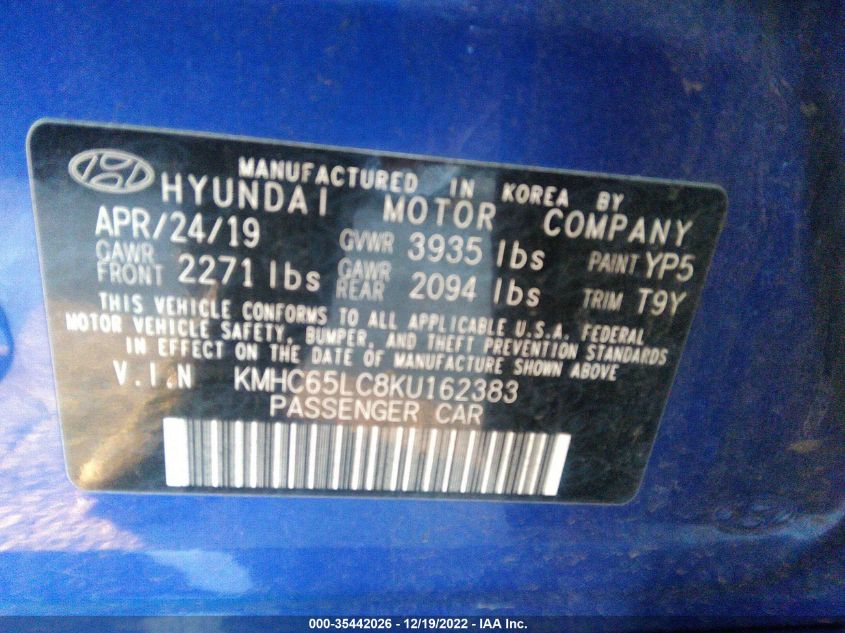 MANUFACTURED IN KOREA BY
HYUNDAI MOTOR COMPANY
APR/24/19 GVWR 3935 lbs PAINT YP5
GAWR FRONT 2271 lbs GAWR REAR 2094 lbs TRIM T9Y
THIS VEHICLE CONFORMS TO ALL APPLICABLE U.S.A. FEDERAL
MOTOR VEHICLE SAFETY, BUMPER, AND THEFT PREVENTION STANDARDS
IN EFFECT ON THE DATE OF MANUFACTURE SHOWN ABOVE
V.I.N KMHC65LC8KU162383
PASSENGER CAR
000-35442026 - 12/19/2022 - IAA Inc.